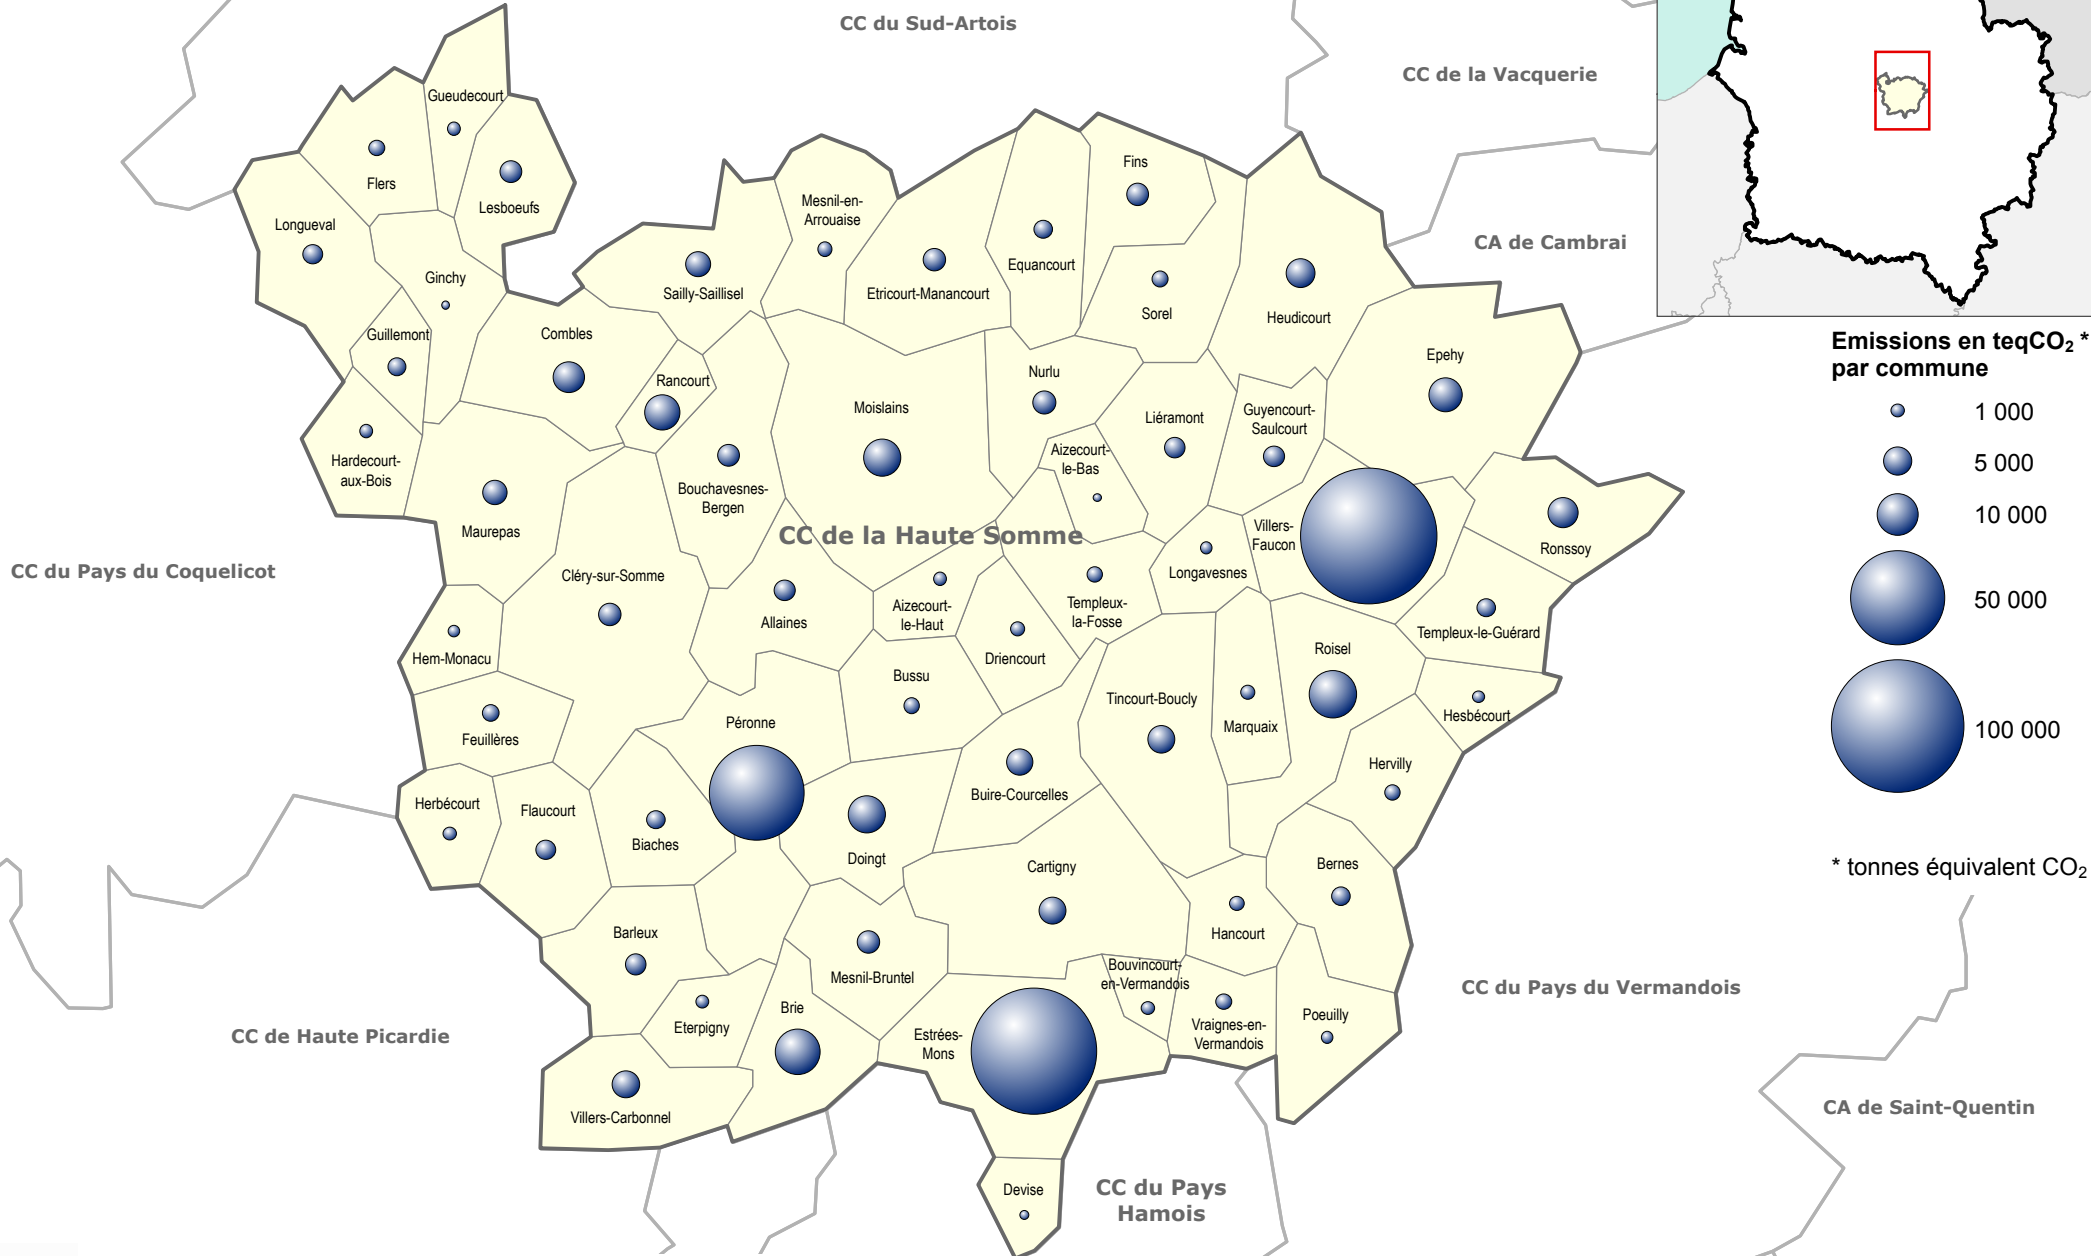 CC du Sud-Artois
CC de la Vacquerie
CA de Cambrai
Gueudecourt
Flers
Lesboeufs
Longueval
Ginchy
Guillemont
Hardecourt-
aux-Bois
Combles
Sailly-Saillisel
Mesnil-en-
Arrouaise
Etricourt-Manancourt
Equancourt
Fins
Sorel
Heudicourt
Epehy
Rancourt
Moislains
Nurlu
Liéramont
Guyencourt-
Saulcourt
Aizecourt-
le-Bas
Bouchavesnes-
Bergen
Maurepas
CC de la Haute Somme
Villers-
Faucon
Ronssoy
Longavesnes
Templeux-le-Guérard
CC du Pays du Coquelicot
Cléry-sur-Somme
Allaines
Aizecourt-
le-Haut
Templeux-
la-Fosse
Driencourt
Hem-Monacu
Bussu
Roisel
Tincourt-Boucly
Marquaix
Hesbécourt
Feuillères
Péronne
Hervilly
Buire-Courcelles
Herbécourt
Flaucourt
Biaches
Doingt
Cartigny
Bernes
Hancourt
Barleux
Mesnil-Bruntel
Bouvincourt-
en-Vermandois
Eterpigny
Brie
Estrées-
Mons
Vraignes-en-
Vermandois
Poeuilly
Villers-Carbonnel
Devise
CC de Haute Picardie
CC du Pays
Hamois
CC du Pays du Vermandois
CA de Saint-Quentin
Emissions en teqCO₂ *
par commune
1 000
5 000
10 000
50 000
100 000
* tonnes équivalent CO₂